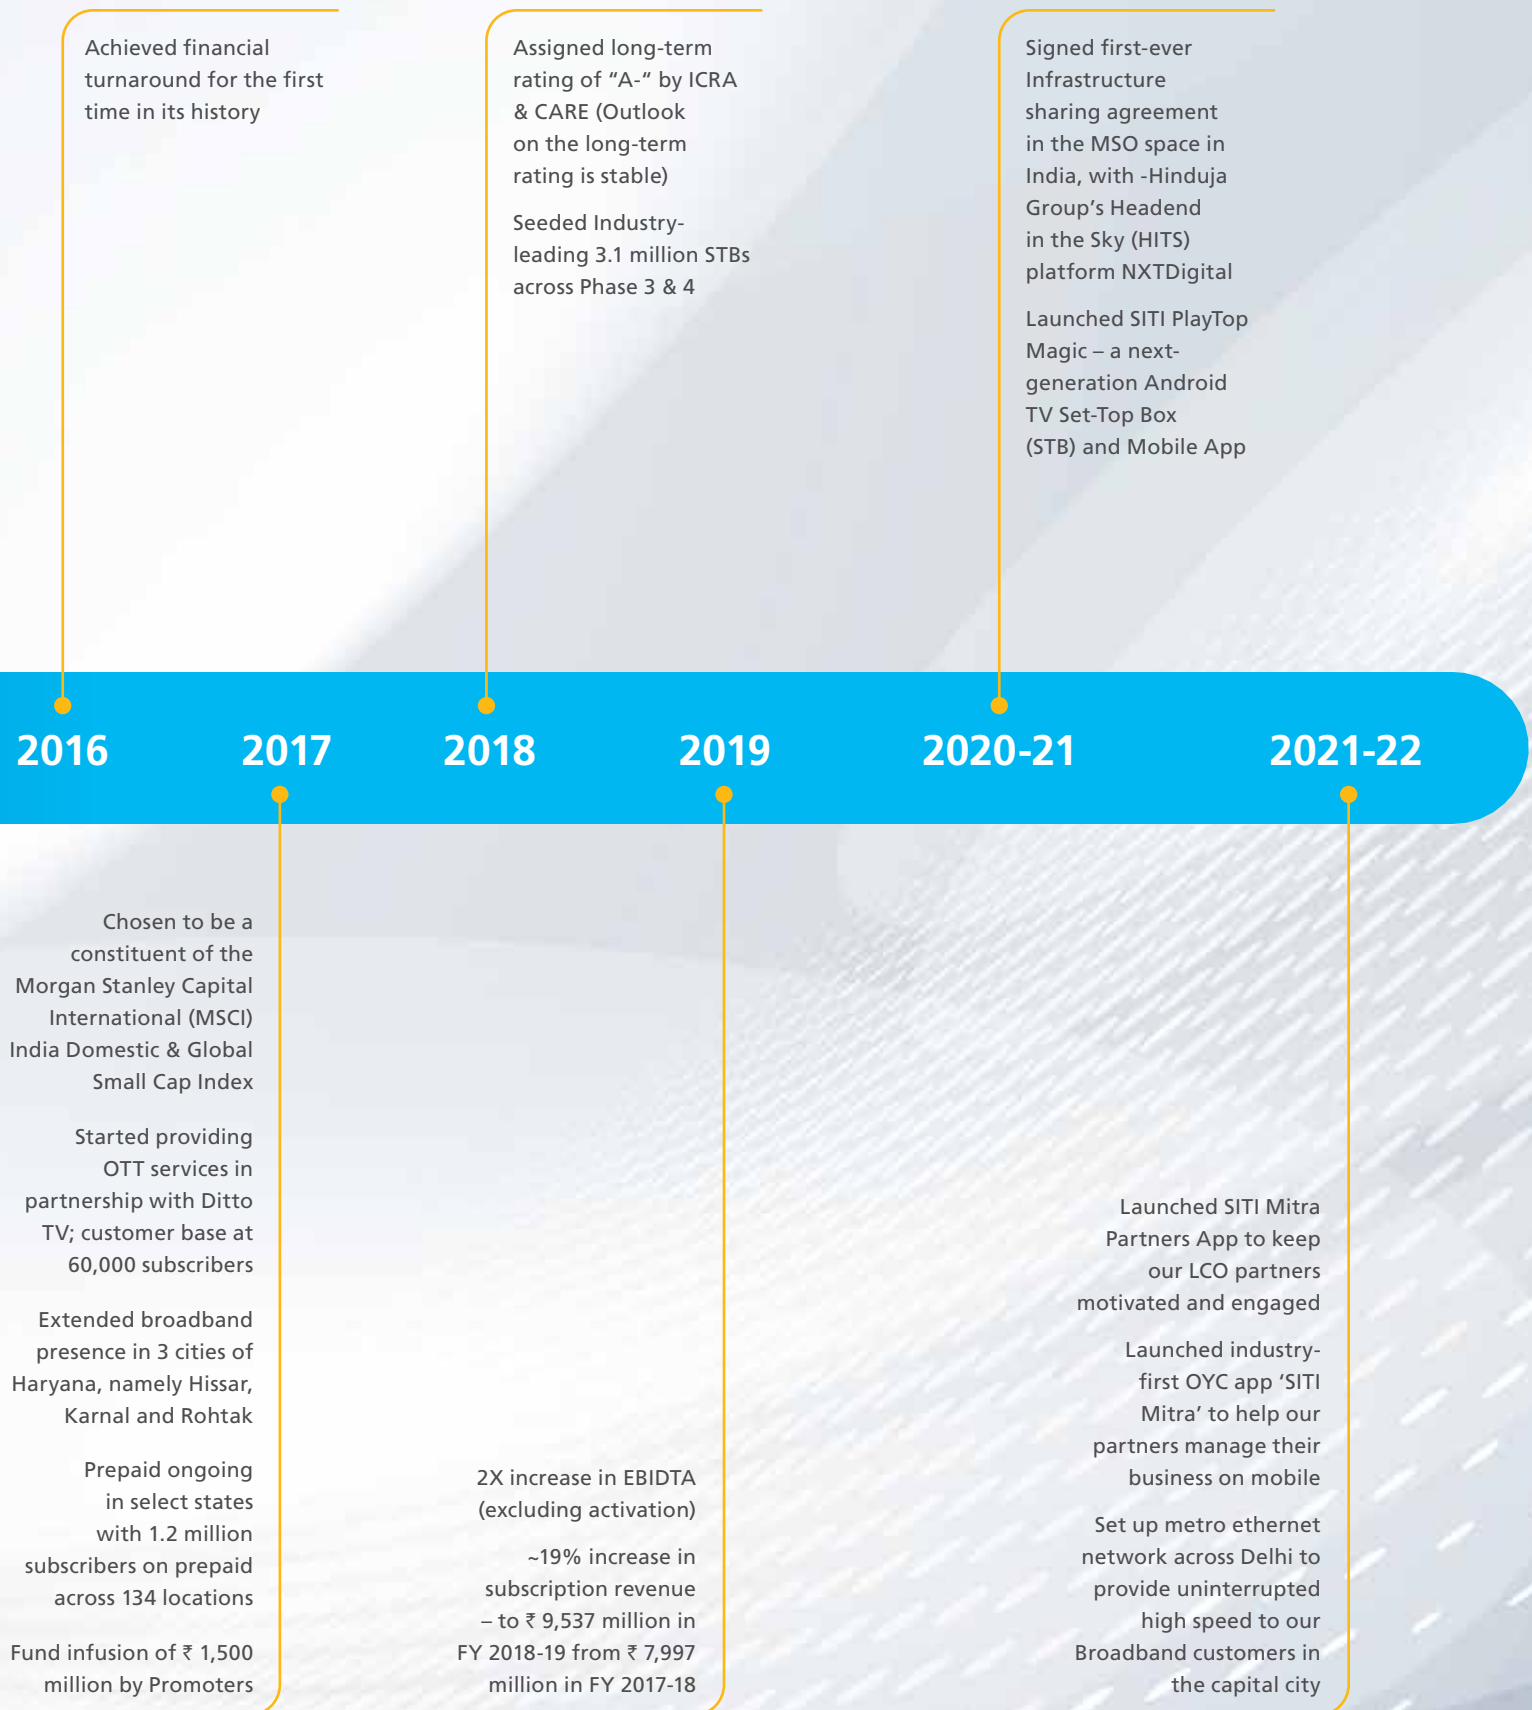 Achieved financial
turnaround for the first
time in its history
Assigned long-term
rating of “A-“ by ICRA
& CARE (Outlook
on the long-term
rating is stable)
Seeded Industry-
leading 3.1 million STBs
across Phase 3 & 4
Signed first-ever
Infrastructure
sharing agreement
in the MSO space in
India, with -Hinduja
Group’s Headend
in the Sky (HITS)
platform NXTDigital
Launched SITI PlayTop
Magic – a next-
generation Android
TV Set-Top Box
(STB) and Mobile App
2016 2017 2018 2019 2020-21 2021-22
Chosen to be a
constituent of the
Morgan Stanley Capital
International (MSCI)
India Domestic & Global
Small Cap Index
Started providing
OTT services in
partnership with Ditto
TV; customer base at
60,000 subscribers
Extended broadband
presence in 3 cities of
Haryana, namely Hissar,
Karnal and Rohtak
Prepaid ongoing
in select states
with 1.2 million
subscribers on prepaid
across 134 locations
Fund infusion of ₹ 1,500
million by Promoters
2X increase in EBIDTA
(excluding activation)
~19% increase in
subscription revenue
– to ₹ 9,537 million in
FY 2018-19 from ₹ 7,997
million in FY 2017-18
Launched SITI Mitra
Partners App to keep
our LCO partners
motivated and engaged
Launched industry-
first OYC app ‘SITI
Mitra’ to help our
partners manage their
business on mobile
Set up metro ethernet
network across Delhi to
provide uninterrupted
high speed to our
Broadband customers in
the capital city